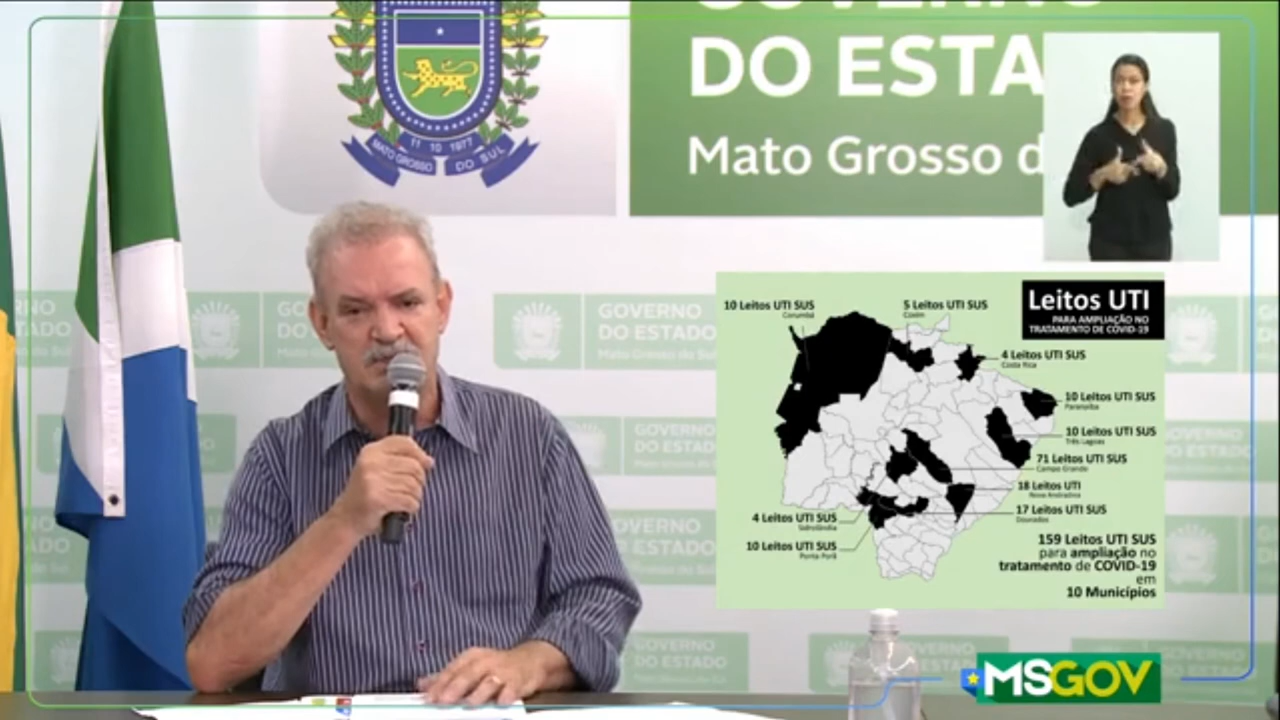 GOVERNO
DO ESTA
Mato Grosso d
11 10 1977
MATO GROSSO DO SUL
GOVERNO
DO ESTADO
Mato Grosso do Sul
GOVERNO
DO ESTADO
Leitos UTI
PARA AMPLIAÇÃO NO
TRATAMENTO DE COVID-19
10 Leitos UTI SUS
Corumbá
5 Leitos UTI SUS
Coxim
4 Leitos UTI SUS
Costa Rica
10 Leitos UTI SUS
Paranaíba
10 Leitos UTI SUS
Três Lagoas
71 Leitos UTI SUS
Campo Grande
18 Leitos UTI
Nova Andradina
17 Leitos UTI SUS
Dourados
4 Leitos UTI SUS
Sidrolândia
10 Leitos UTI SUS
Ponta Porã
159 Leitos UTI SUS
para ampliação no
tratamento de COVID-19
em
10 Municípios
MSGOV